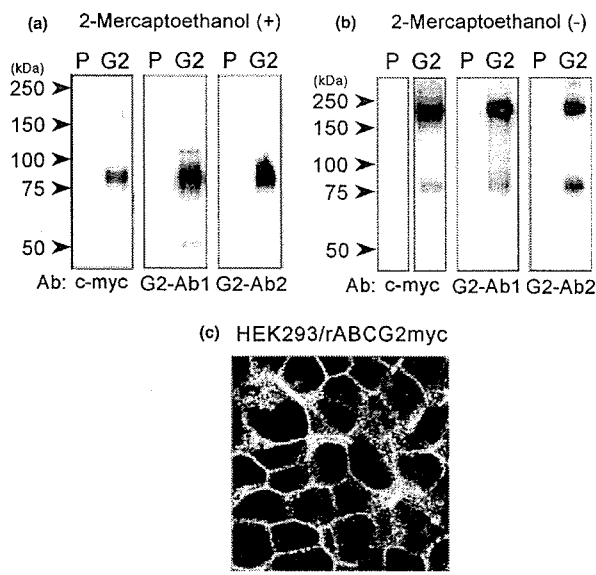 (a) 2-Mercaptoethanol (+)
P G2 P G2 P G2
(kDa)
250
150
100
75
50
Ab: c-myc G2-Ab1 G2-Ab2
(b) 2-Mercaptoethanol (-)
P G2 P G2 P G2
(kDa)
250
150
100
75
50
Ab: c-myc G2-Ab1 G2-Ab2
(c) HEK293/rABCG2myc